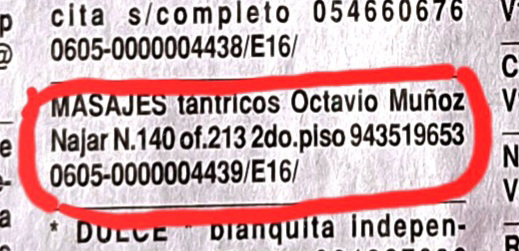 cita s/completo 054660676
0605-0000004438/E16/
MASAJES tántricos Octavio Muñoz
Najar N.140 of.213 2do.piso 943519653
0605-0000004439/E16/
* DULCE * blanquita indepen-